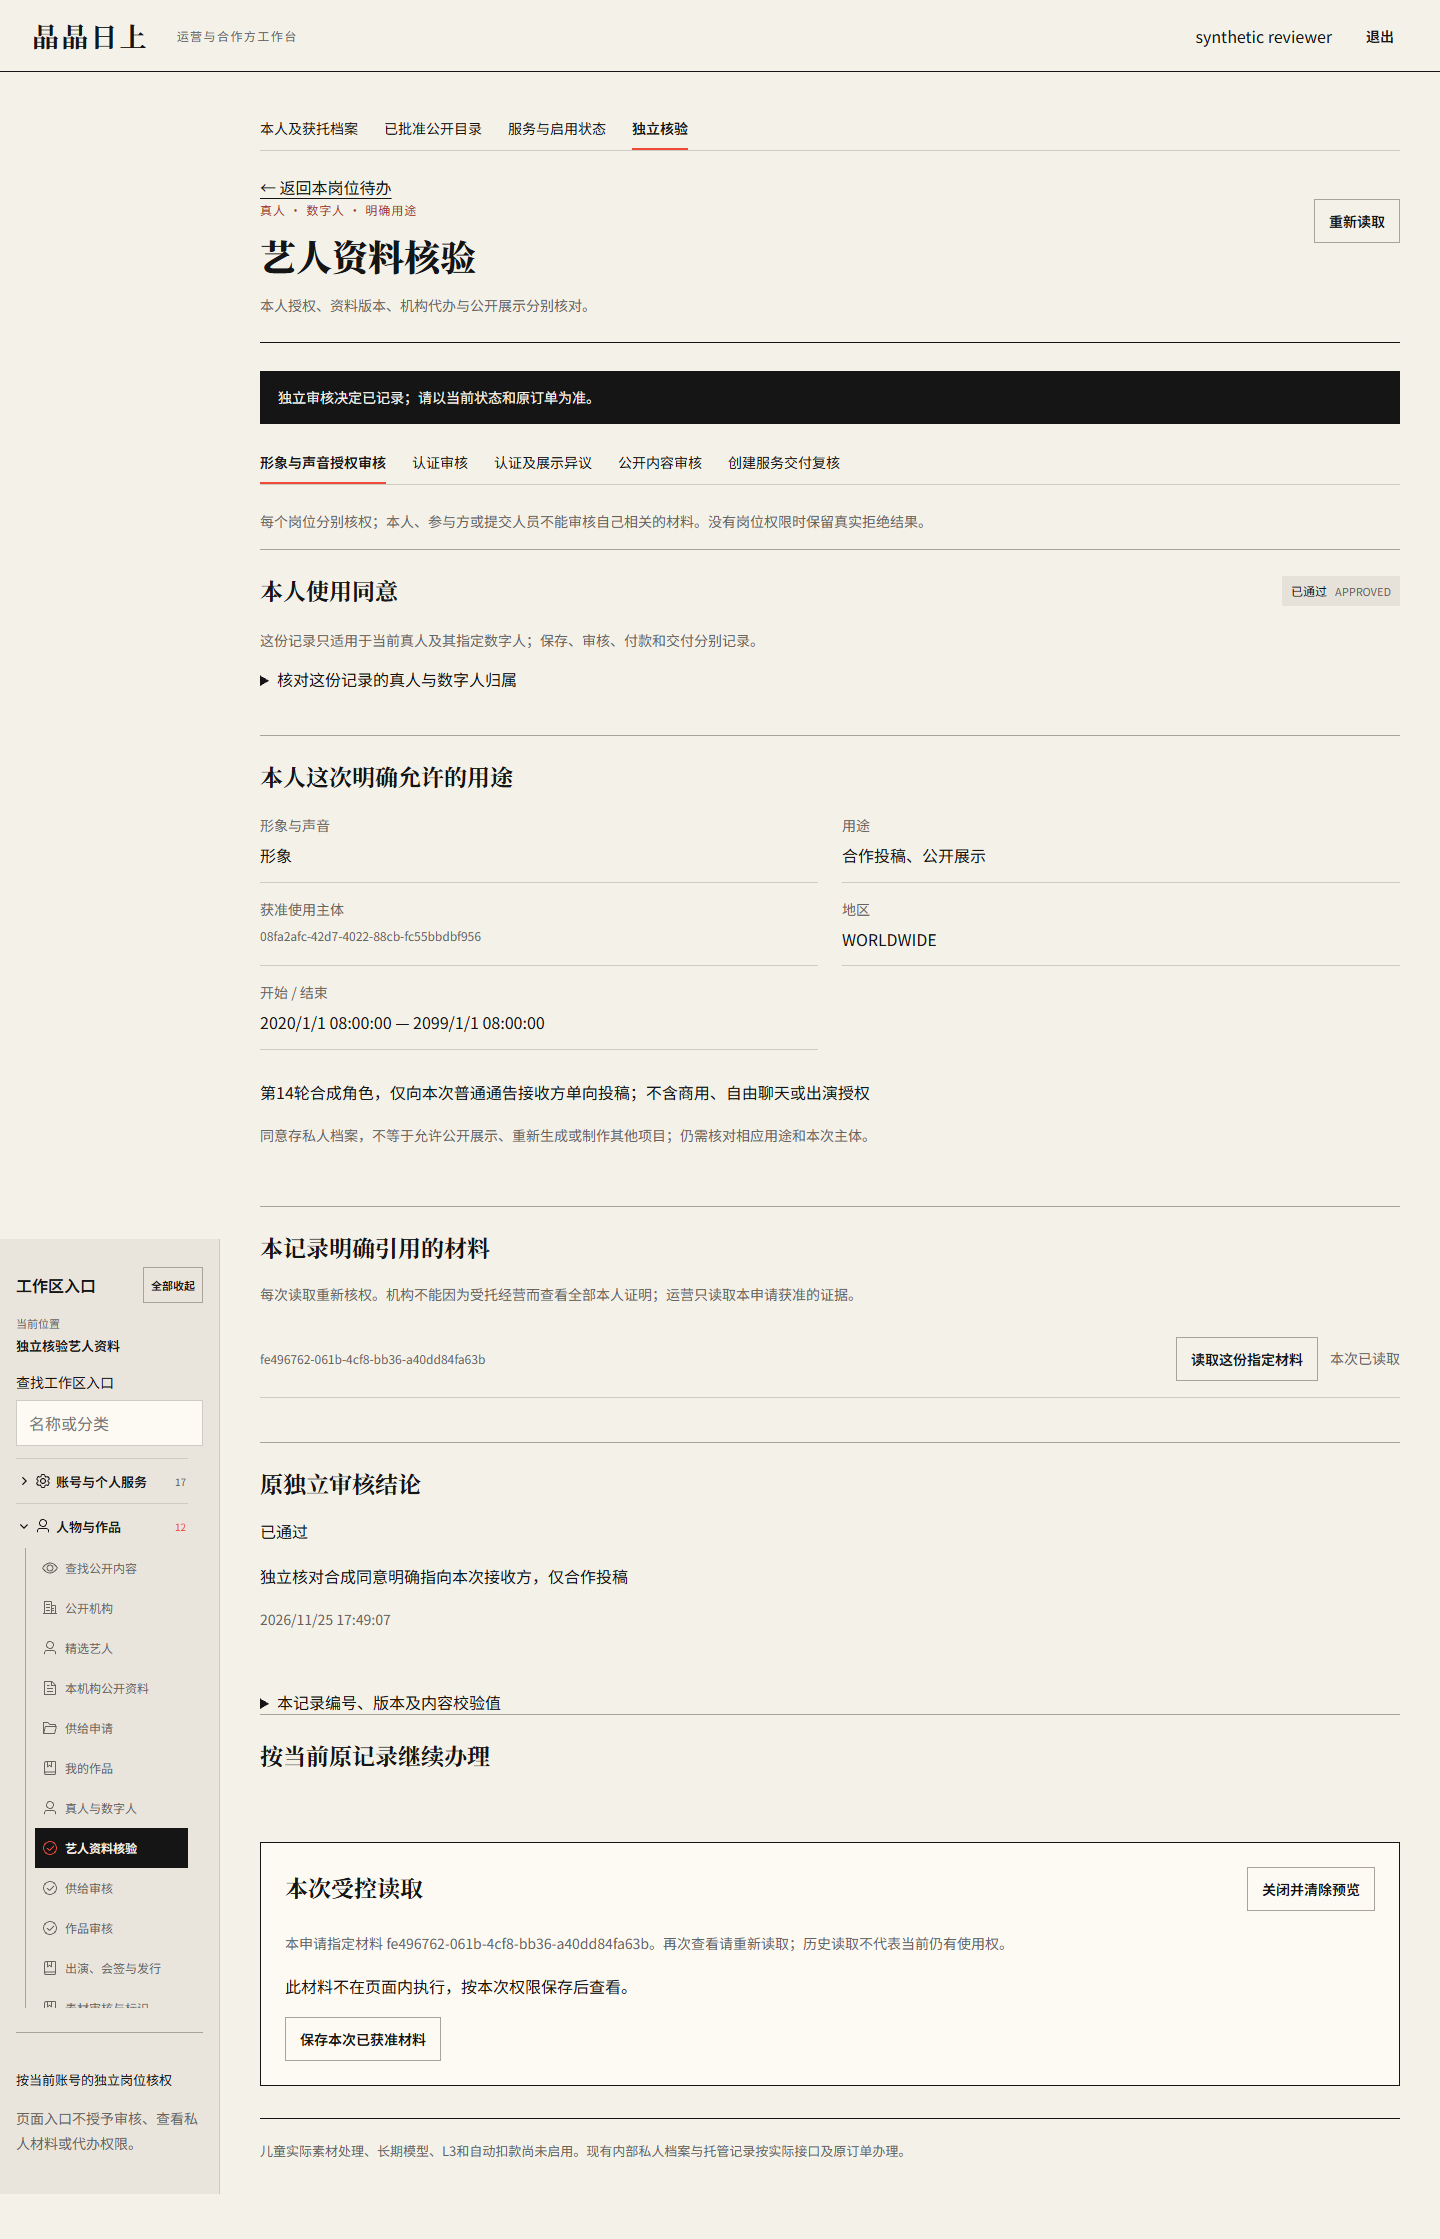 晶晶日上
运营与合作方工作台
synthetic reviewer
退出
本人及获托档案
已批准公开目录
服务与启用状态
独立核验
← 返回本岗位待办
真人 · 数字人 · 明确用途
艺人资料核验
重新读取
本人授权、资料版本、机构代办与公开展示分别核对。
独立审核决定已记录；请以当前状态和原订单为准。
形象与声音授权审核
认证审核
认证及展示异议
公开内容审核
创建服务交付复核
每个岗位分别核权；本人、参与方或提交人员不能审核自己相关的材料。没有岗位权限时保留真实拒绝结果。
本人使用同意
已通过 APPROVED
这份记录只适用于当前真人及其指定数字人；保存、审核、付款和交付分别记录。
▶ 核对这份记录的真人与数字人归属
本人这次明确允许的用途
形象与声音
形象
用途
合作投稿、公开展示
获准使用主体
08fa2afc-42d7-4022-88cb-fc55bbdbf956
地区
WORLDWIDE
开始 / 结束
2020/1/1 08:00:00 — 2099/1/1 08:00:00
第14轮合成角色，仅向本次普通通告接收方单向投稿；不含商用、自由聊天或出演授权
同意存私人档案，不等于允许公开展示、重新生成或制作其他项目；仍需核对相应用途和本次主体。
本记录明确引用的材料
每次读取重新核权。机构不能因为受托经营而查看全部本人证明；运营只读取本申请获准的证据。
fe496762-061b-4cf8-bb36-a40dd84fa63b
读取这份指定材料
本次已读取
原独立审核结论
已通过
独立核对合成同意明确指向本次接收方，仅合作投稿
2026/11/25 17:49:07
▶ 本记录编号、版本及内容校验值
按当前原记录继续办理
本次受控读取
关闭并清除预览
本申请指定材料 fe496762-061b-4cf8-bb36-a40dd84fa63b。再次查看请重新读取；历史读取不代表当前仍有使用权。
此材料不在页面内执行，按本次权限保存后查看。
保存本次已获准材料
儿童实际素材处理、长期模型、L3和自动扣款尚未启用。现有内部私人档案与托管记录按实际接口及原订单办理。
工作区入口
全部收起
当前位置
独立核验艺人资料
查找工作区入口
名称或分类
账号与个人服务 17
人物与作品 12
查找公开内容
公开机构
精选艺人
本机构公开资料
供给申请
我的作品
真人与数字人
艺人资料核验
供给审核
作品审核
出演、会签与发行
素材审核与标识
按当前账号的独立岗位核权
页面入口不授予审核、查看私
人材料或代办权限。